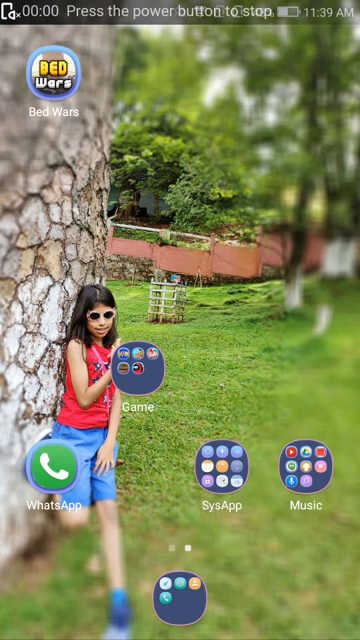 00:00 Press the power button to stop. 11:39 AM
BED
WARS
Bed Wars
Game
WhatsApp
SysApp
Music